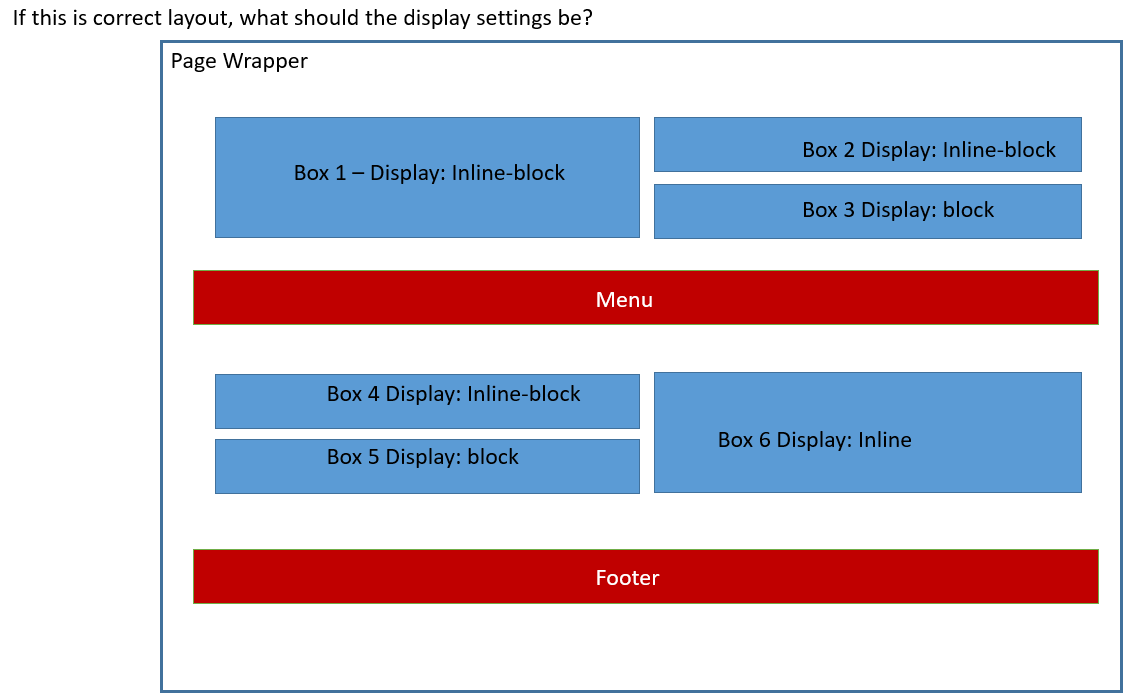 If this is correct layout, what should the display settings be?
Page Wrapper
Box 1 – Display: Inline-block
Box 2 Display: Inline-block
Box 3 Display: block
Menu
Box 4 Display: Inline-block
Box 5 Display: block
Box 6 Display: Inline
Footer